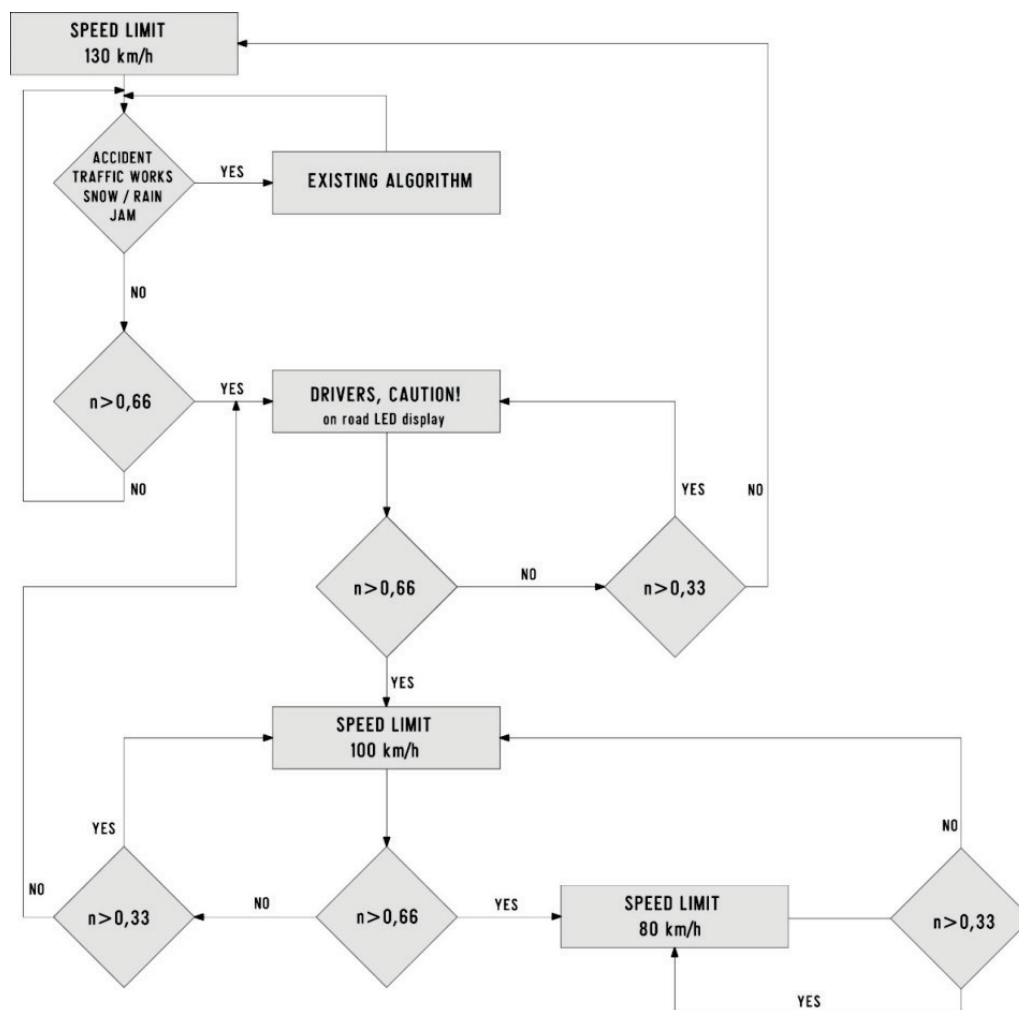 SPEED LIMIT
130 km/h
ACCIDENT
TRAFFIC WORKS
SNOW / RAIN
JAM
YES
EXISTING ALGORITHM
NO
n>0,66
YES
DRIVERS, CAUTION!
on road LED display
NO
YES
NO
n>0,66
NO
n>0,33
YES
SPEED LIMIT
100 km/h
YES
NO
NO
n>0,33
NO
n>0,66
YES
SPEED LIMIT
80 km/h
n>0,33
YES